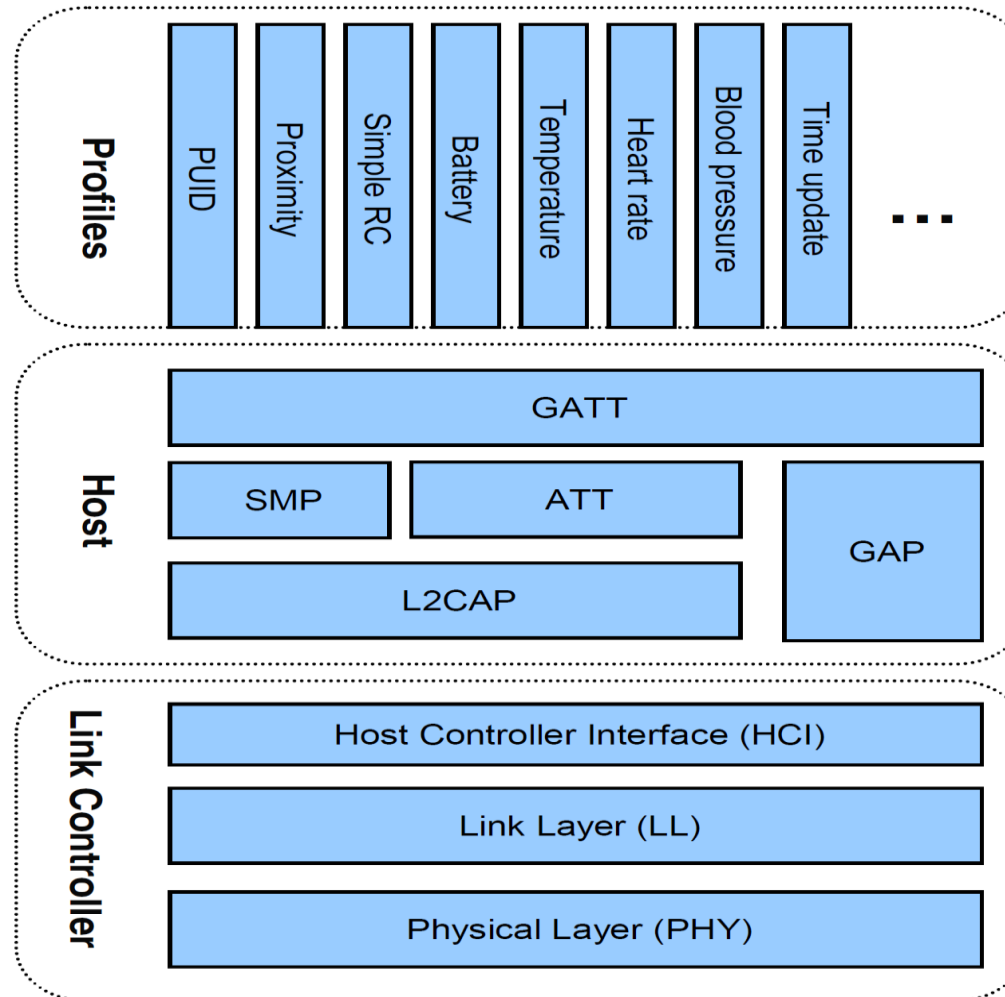 Profiles
PUID
Proximity
Simple RC
Battery
Temperature
Heart rate
Blood pressure
Time update
...
Host
GATT
SMP
ATT
GAP
L2CAP
Link Controller
Host Controller Interface (HCI)
Link Layer (LL)
Physical Layer (PHY)